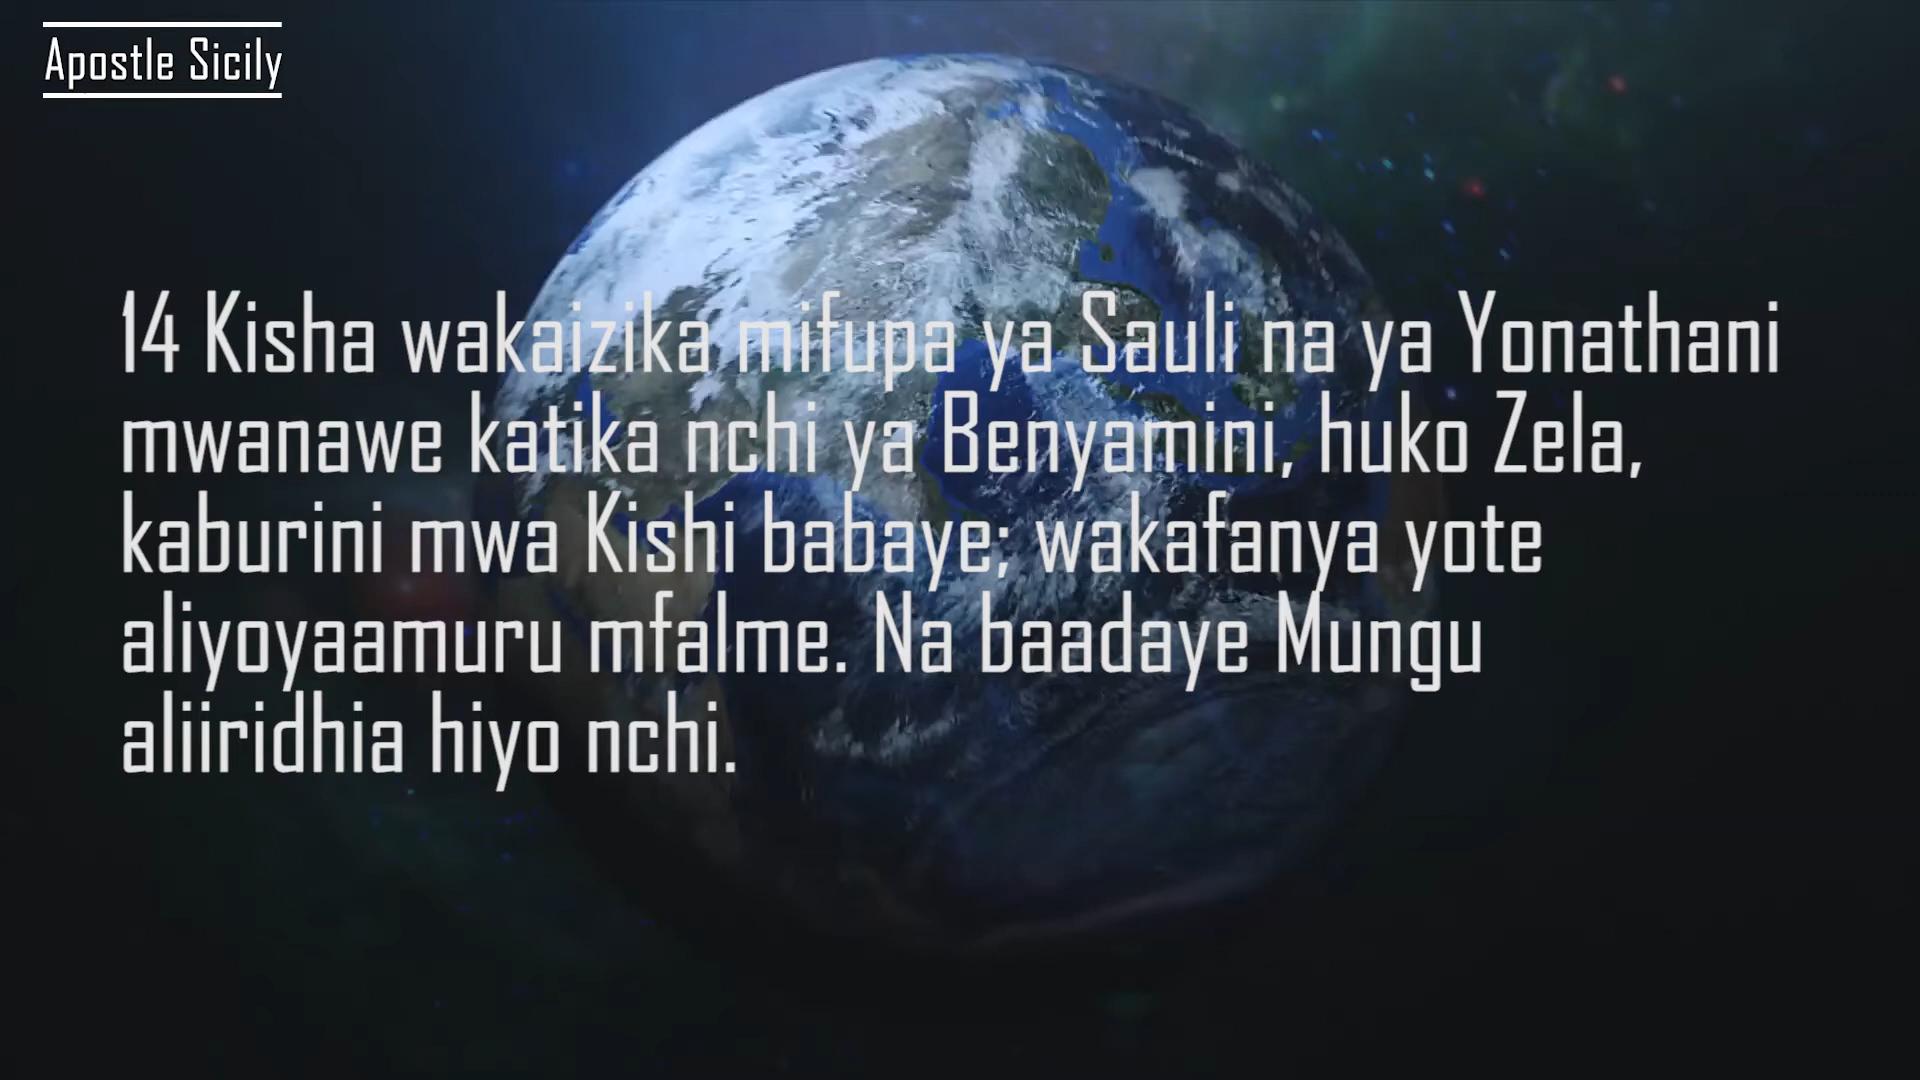 Apostle Sicily
14 Kisha wakaizika mifupa ya Sauli na ya Yonathani
mwanawe katika nchi ya Benyamini, huko Zela,
kaburini mwa Kishi babaye; wakafanya yote
aliyoyaamuru mfalme. Na baadaye Mungu
aliiridhia hiyo nchi.